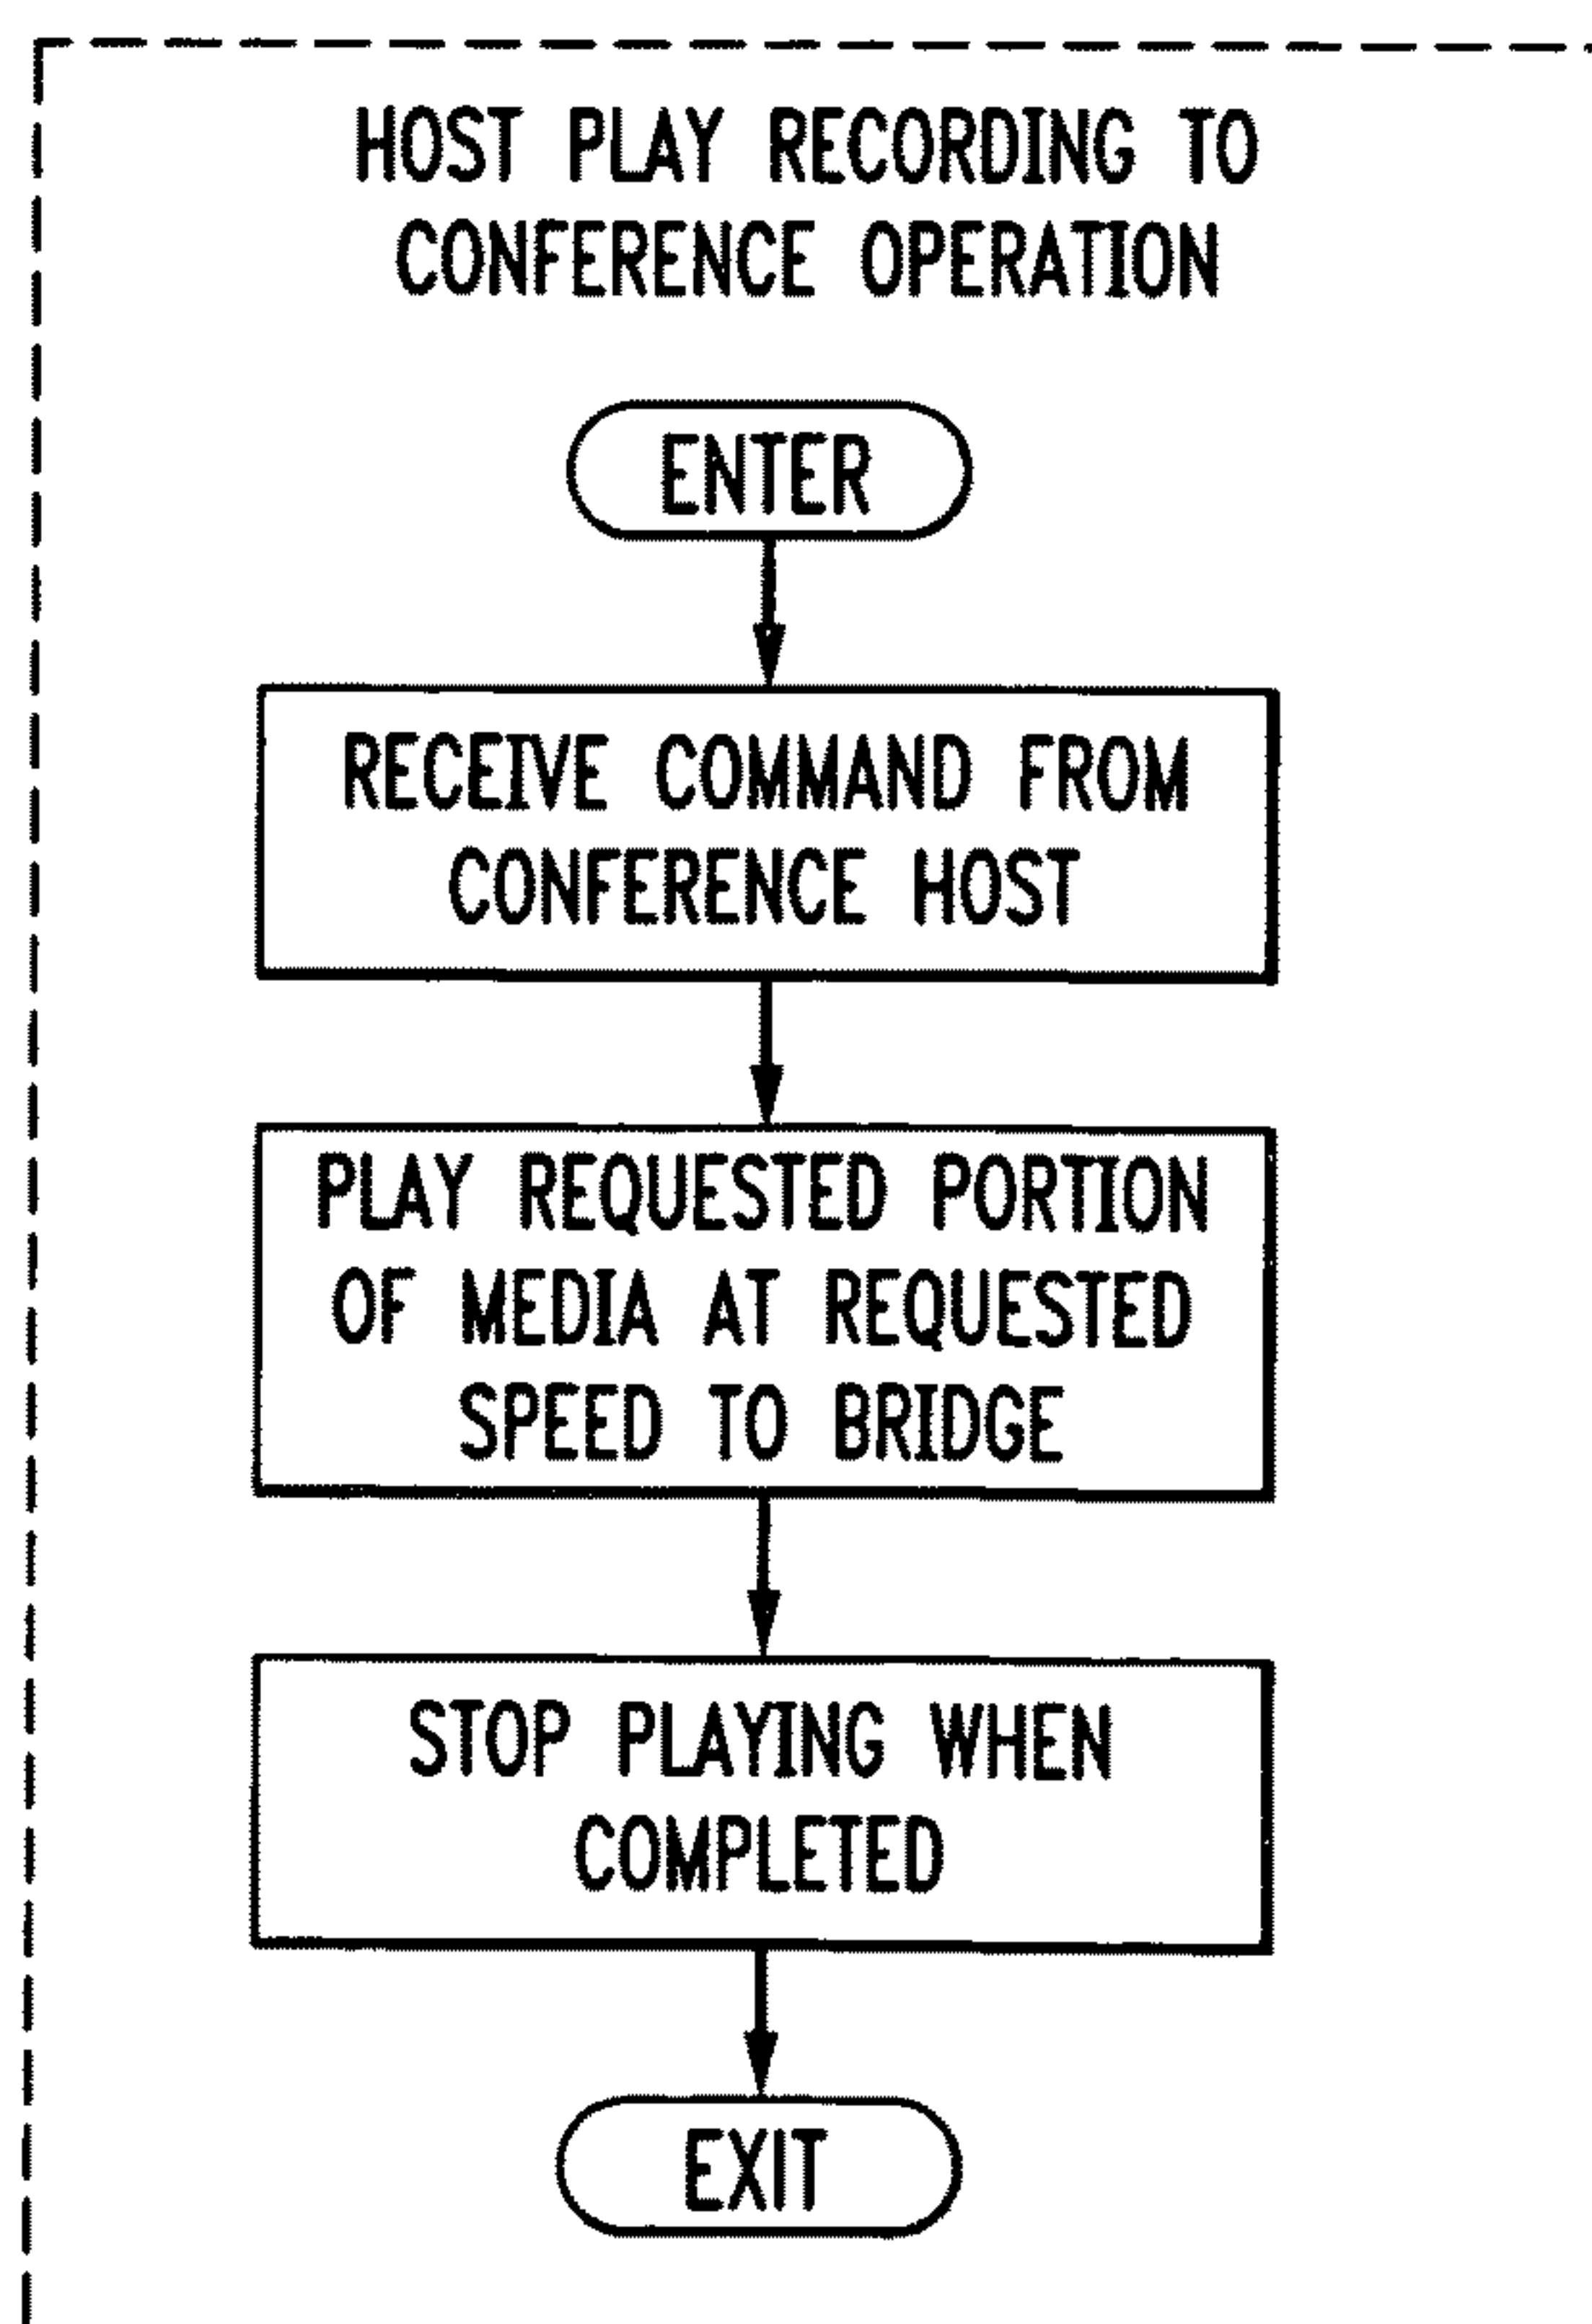 HOST PLAY RECORDING TO
CONFERENCE OPERATION
ENTER
RECEIVE COMMAND FROM
CONFERENCE HOST
PLAY REQUESTED PORTION
OF MEDIA AT REQUESTED
SPEED TO BRIDGE
STOP PLAYING WHEN
COMPLETED
EXIT